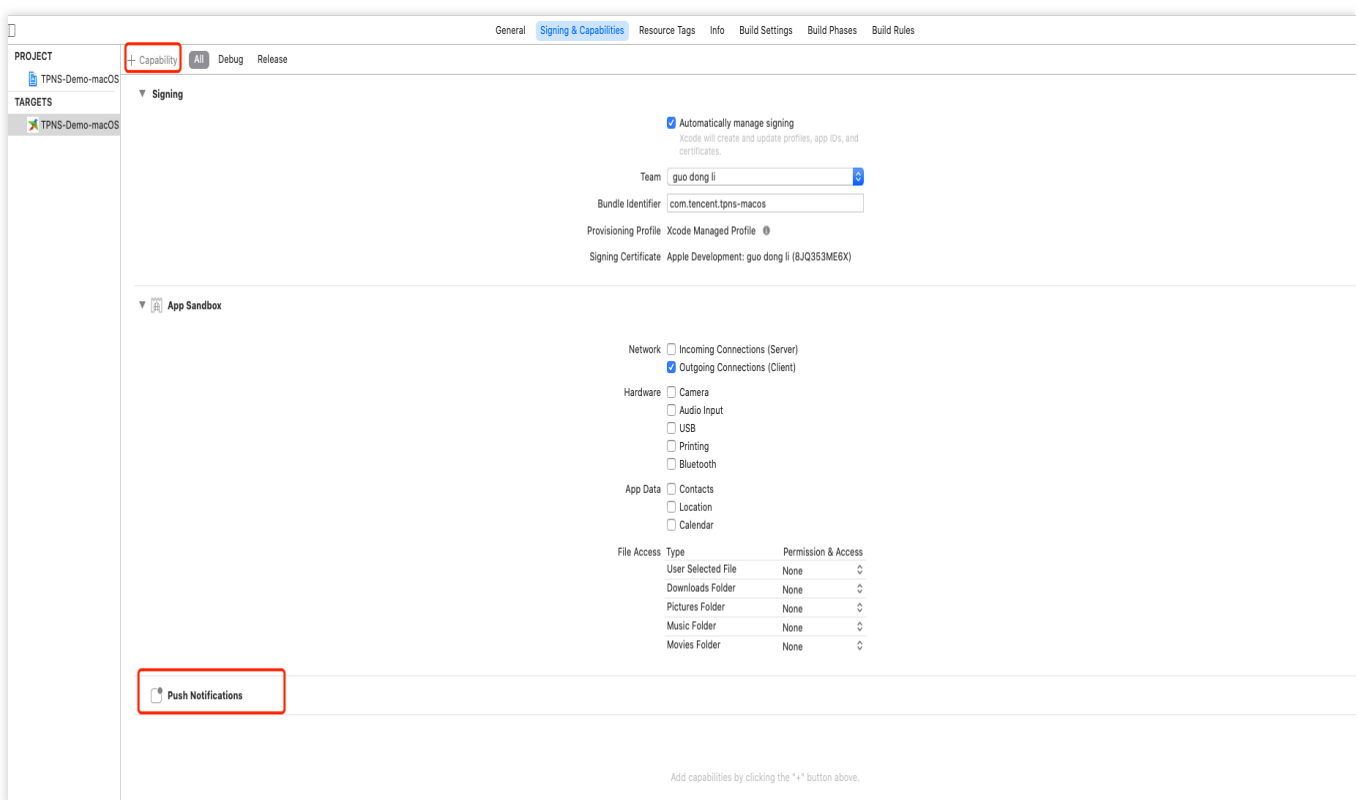 General Signing & Capabilities Resource Tags Info Build Settings Build Phases Build Rules
PROJECT
TPNS-Demo-macOS
TARGETS
TPNS-Demo-macOS
+ Capability All Debug Release
Signing
Automatically manage signing
Xcode will create and update profiles, app IDs, and
certificates.
Team guo dong li
Bundle Identifier com.tencent.tpns-macos
Provisioning Profile Xcode Managed Profile
Signing Certificate Apple Development: guo dong li (8JQ353ME6X)
App Sandbox
Network Incoming Connections (Server)
Outgoing Connections (Client)
Hardware Camera
Audio Input
USB
Printing
Bluetooth
App Data Contacts
Location
Calendar
File Access Type Permission & Access
User Selected File None
Downloads Folder None
Pictures Folder None
Music Folder None
Movies Folder None
Push Notifications
Add capabilities by clicking the "+" button above.